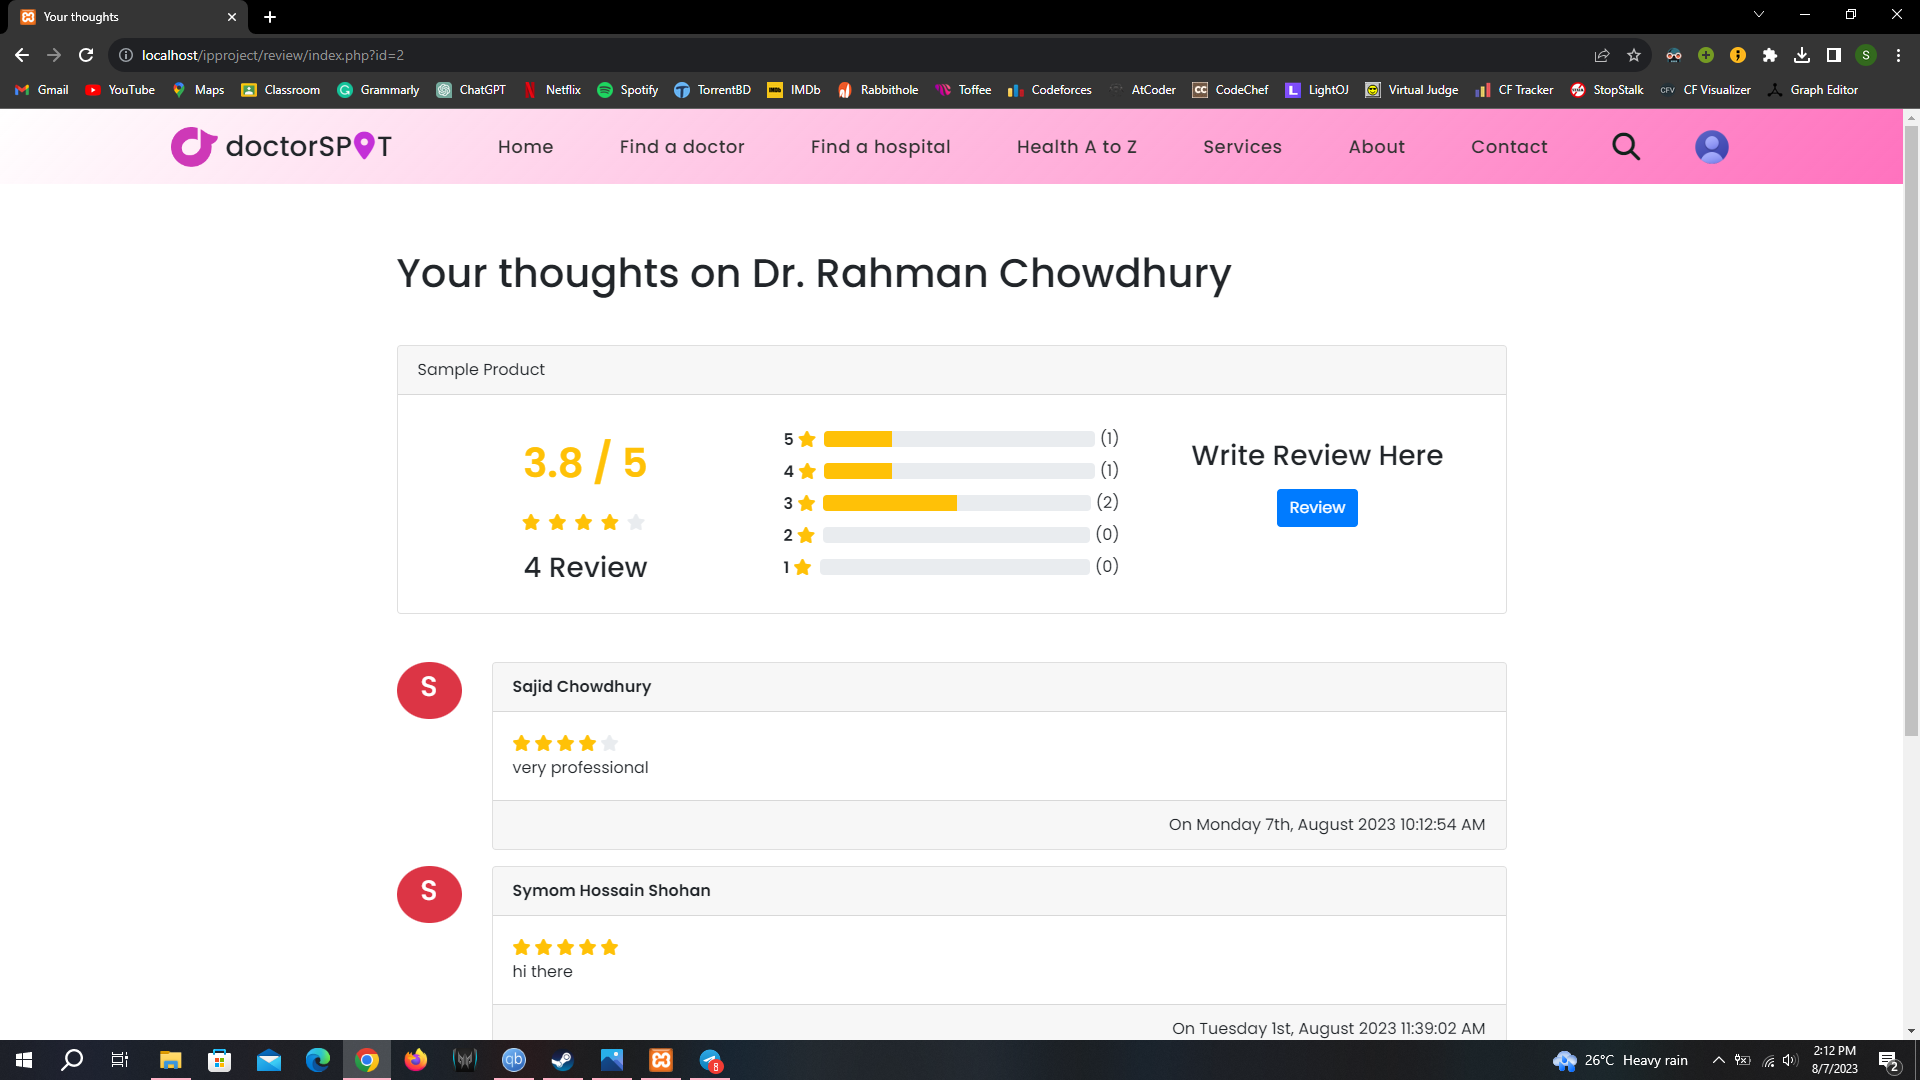 Your thoughts
localhost/ipproject/review/index.php?id=2
S
Gmail YouTube Maps Classroom Grammarly ChatGPT Netflix Spotify TorrentBD IMDb Rabbithole Toffee Codeforces AtCoder CodeChef LightOJ Virtual Judge CF Tracker StopStalk CF Visualizer Graph Editor
doctorSPOT Home Find a doctor Find a hospital Health A to Z Services About Contact
Your thoughts on Dr. Rahman Chowdhury
Sample Product
3.8 / 5
4 Review
5 (1)
4 (1)
3 (2)
2 (0)
1 (0)
Write Review Here
Review
S
Sajid Chowdhury
very professional
On Monday 7th, August 2023 10:12:54 AM
S
Symom Hossain Shohan
hi there
On Tuesday 1st, August 2023 11:39:02 AM
qb
8
26°C Heavy rain
2:12 PM
8/7/2023
2